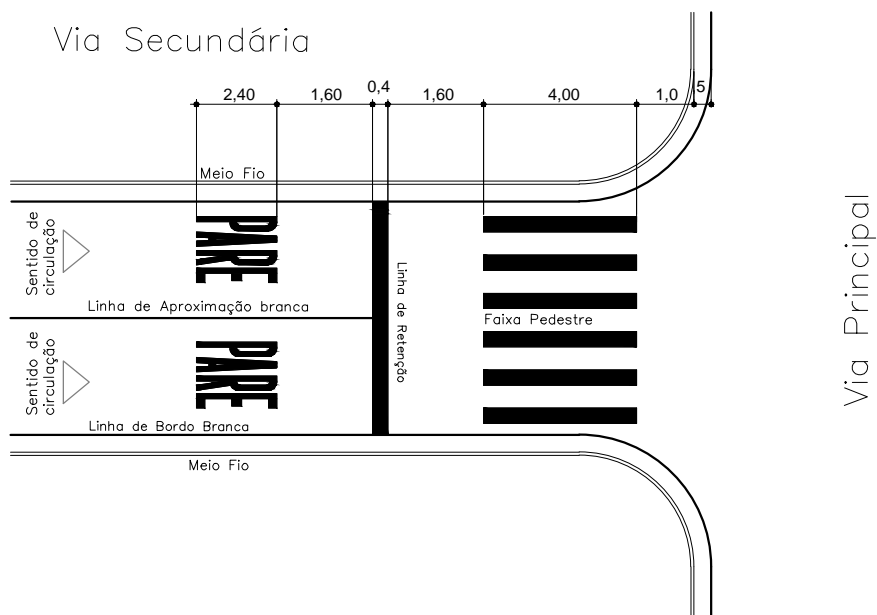 Via Secundária
2,40
1,60
0,4
1,60
4,00
1,0
5
Meio Fio
Sentido de
circulação
PARE
Linha de Aproximação branca
Linha de Retenção
Faixa Pedestre
Sentido de
circulação
PARE
Linha de Bordo Branca
Meio Fio
Via Principal